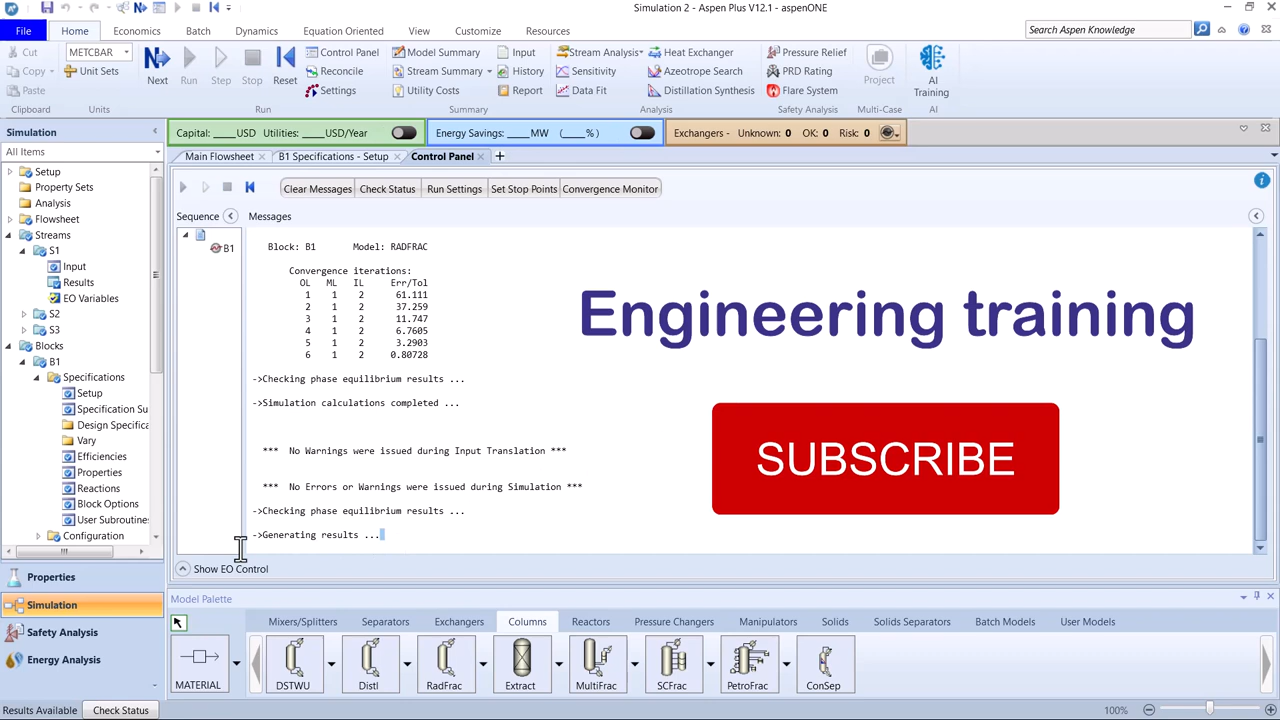 Simulation 2 - Aspen Plus V12.1 - aspenONE
File Home Economics Batch Dynamics Equation Oriented View Customize Resources Search Aspen Knowledge
Cut METCBAR Next Run Step Stop Reset Control Panel Model Summary Input Stream Analysis Heat Exchanger Pressure Relief Project AI Training
Copy Unit Sets Reconcile Stream Summary History Sensitivity Azeotrope Search PRD Rating
Paste Settings Utility Costs Report Data Fit Distillation Synthesis Flare System
Clipboard Units Run Summary Analysis Safety Analysis Multi-Case AI
Simulation
Capital: ____USD Utilities: ____USD/Year Energy Savings: ____MW (____%) Exchangers - Unknown: 0 OK: 0 Risk: 0
All Items
Main Flowsheet B1 Specifications - Setup Control Panel
Setup
Property Sets
Analysis
Flowsheet
Streams
S1
Input
Results
EO Variables
S2
S3
Blocks
B1
Specifications
Setup
Specification Su
Design Specifica
Vary
Efficiencies
Properties
Reactions
Block Options
User Subroutine
Configuration
Clear Messages Check Status Run Settings Set Stop Points Convergence Monitor
Sequence Messages
B1
Block: B1 Model: RADFRAC
Convergence iterations:
OL ML IL Err/Tol
1 1 2 61.111
2 1 2 37.259
3 1 2 11.747
4 1 2 6.7605
5 1 2 3.2903
6 1 2 0.80728
->Checking phase equilibrium results ...
->Simulation calculations completed ...
*** No Warnings were issued during Input Translation ***
*** No Errors or Warnings were issued during Simulation ***
->Checking phase equilibrium results ...
->Generating results ...
Engineering training
SUBSCRIBE
Show EO Control
Properties
Simulation
Safety Analysis
Energy Analysis
Model Palette
Mixers/Splitters Separators Exchangers Columns Reactors Pressure Changers Manipulators Solids Solids Separators Batch Models User Models
MATERIAL DSTWU Distl RadFrac Extract MultiFrac SCFrac PetroFrac ConSep
Results Available Check Status 100%